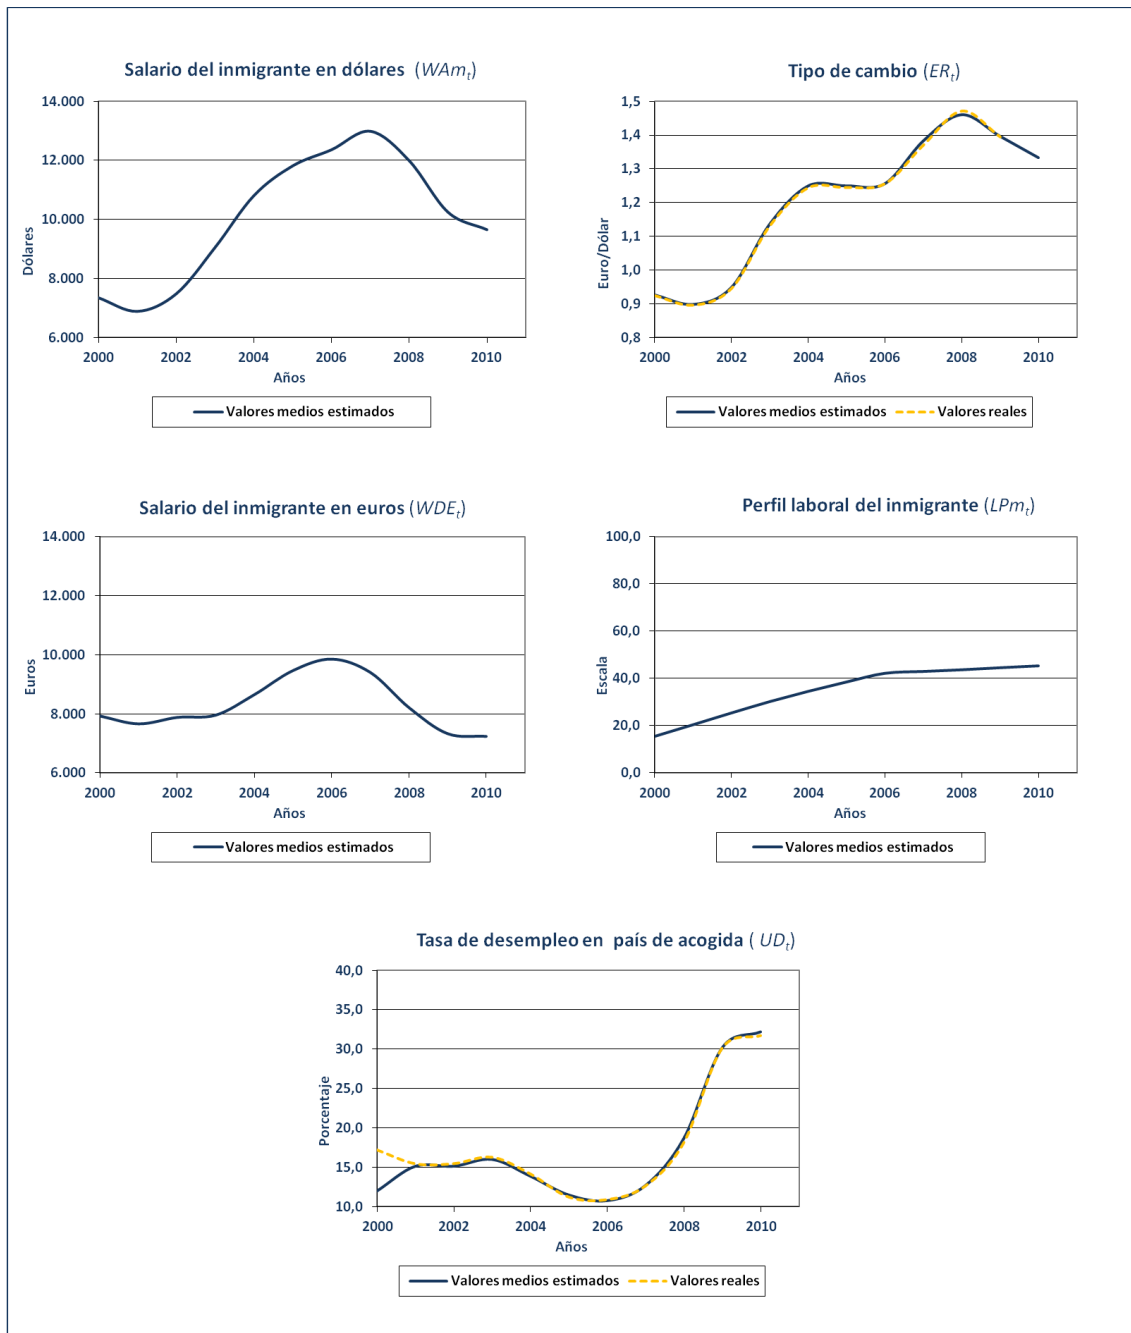 Salario del inmigrante en dólares (WAmt)
14.000
12.000
10.000
8.000
6.000
Dólares
2000 2002 2004 2006 2008 2010
Años
Valores medios estimados
Tipo de cambio (ERt)
1,5
1,4
1,3
1,2
1,1
1,0
0,9
0,8
Euro/Dólar
2000 2002 2004 2006 2008 2010
Años
Valores medios estimados Valores reales
Salario del inmigrante en euros (WDEt)
14.000
12.000
10.000
8.000
6.000
Euros
2000 2002 2004 2006 2008 2010
Años
Valores medios estimados
Perfil laboral del inmigrante (LPmt)
100,0
80,0
60,0
40,0
20,0
0,0
Escala
2000 2002 2004 2006 2008 2010
Años
Valores medios estimados
Tasa de desempleo en país de acogida ( UDt)
40,0
35,0
30,0
25,0
20,0
15,0
10,0
Porcentaje
2000 2002 2004 2006 2008 2010
Años
Valores medios estimados Valores reales